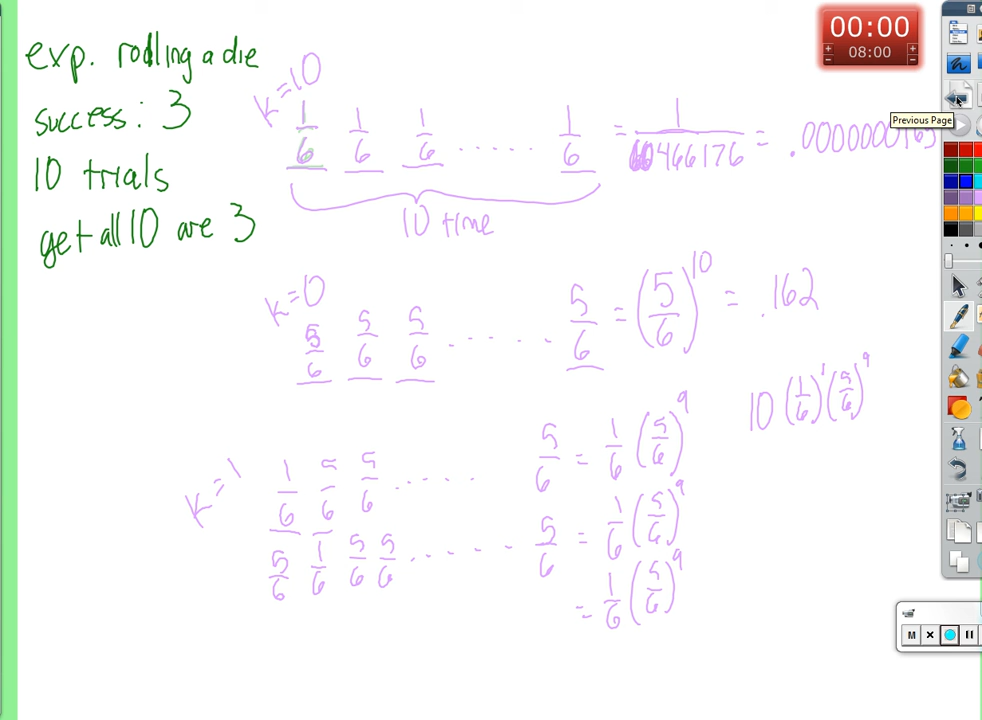 exp. rolling a die
success: 3
10 trials
get all 10 are 3
K=10
1/6 1/6 1/6 ..... 1/6 = 1/60466176 =
10 time
K=0
5/6 5/6 5/6 ....... 5/6 = (5/6)^10 = .162
10(1/6)^1(5/6)^9
K=1
1/6 5/6 5/6 ...... 5/6 = 1/6(5/6)^9
5/6 1/6 5/6 5/6 ...... 5/6 = 1/6(5/6)^9
= 1/6(5/6)^9
00:00
08:00
Previous Page
M